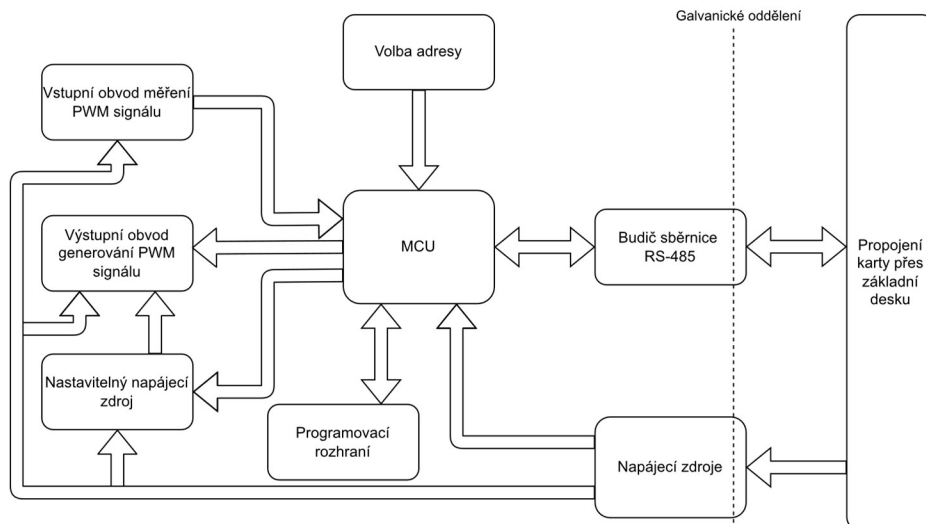 Galvanické oddělení
Volba adresy
Vstupní obvod měření
PWM signálu
Výstupní obvod
generování PWM
signálu
MCU
Budič sběrnice
RS-485
Propojení
karty přes
základní
desku
Nastavitelný napájecí
zdroj
Programovací
rozhraní
Napájecí zdroje